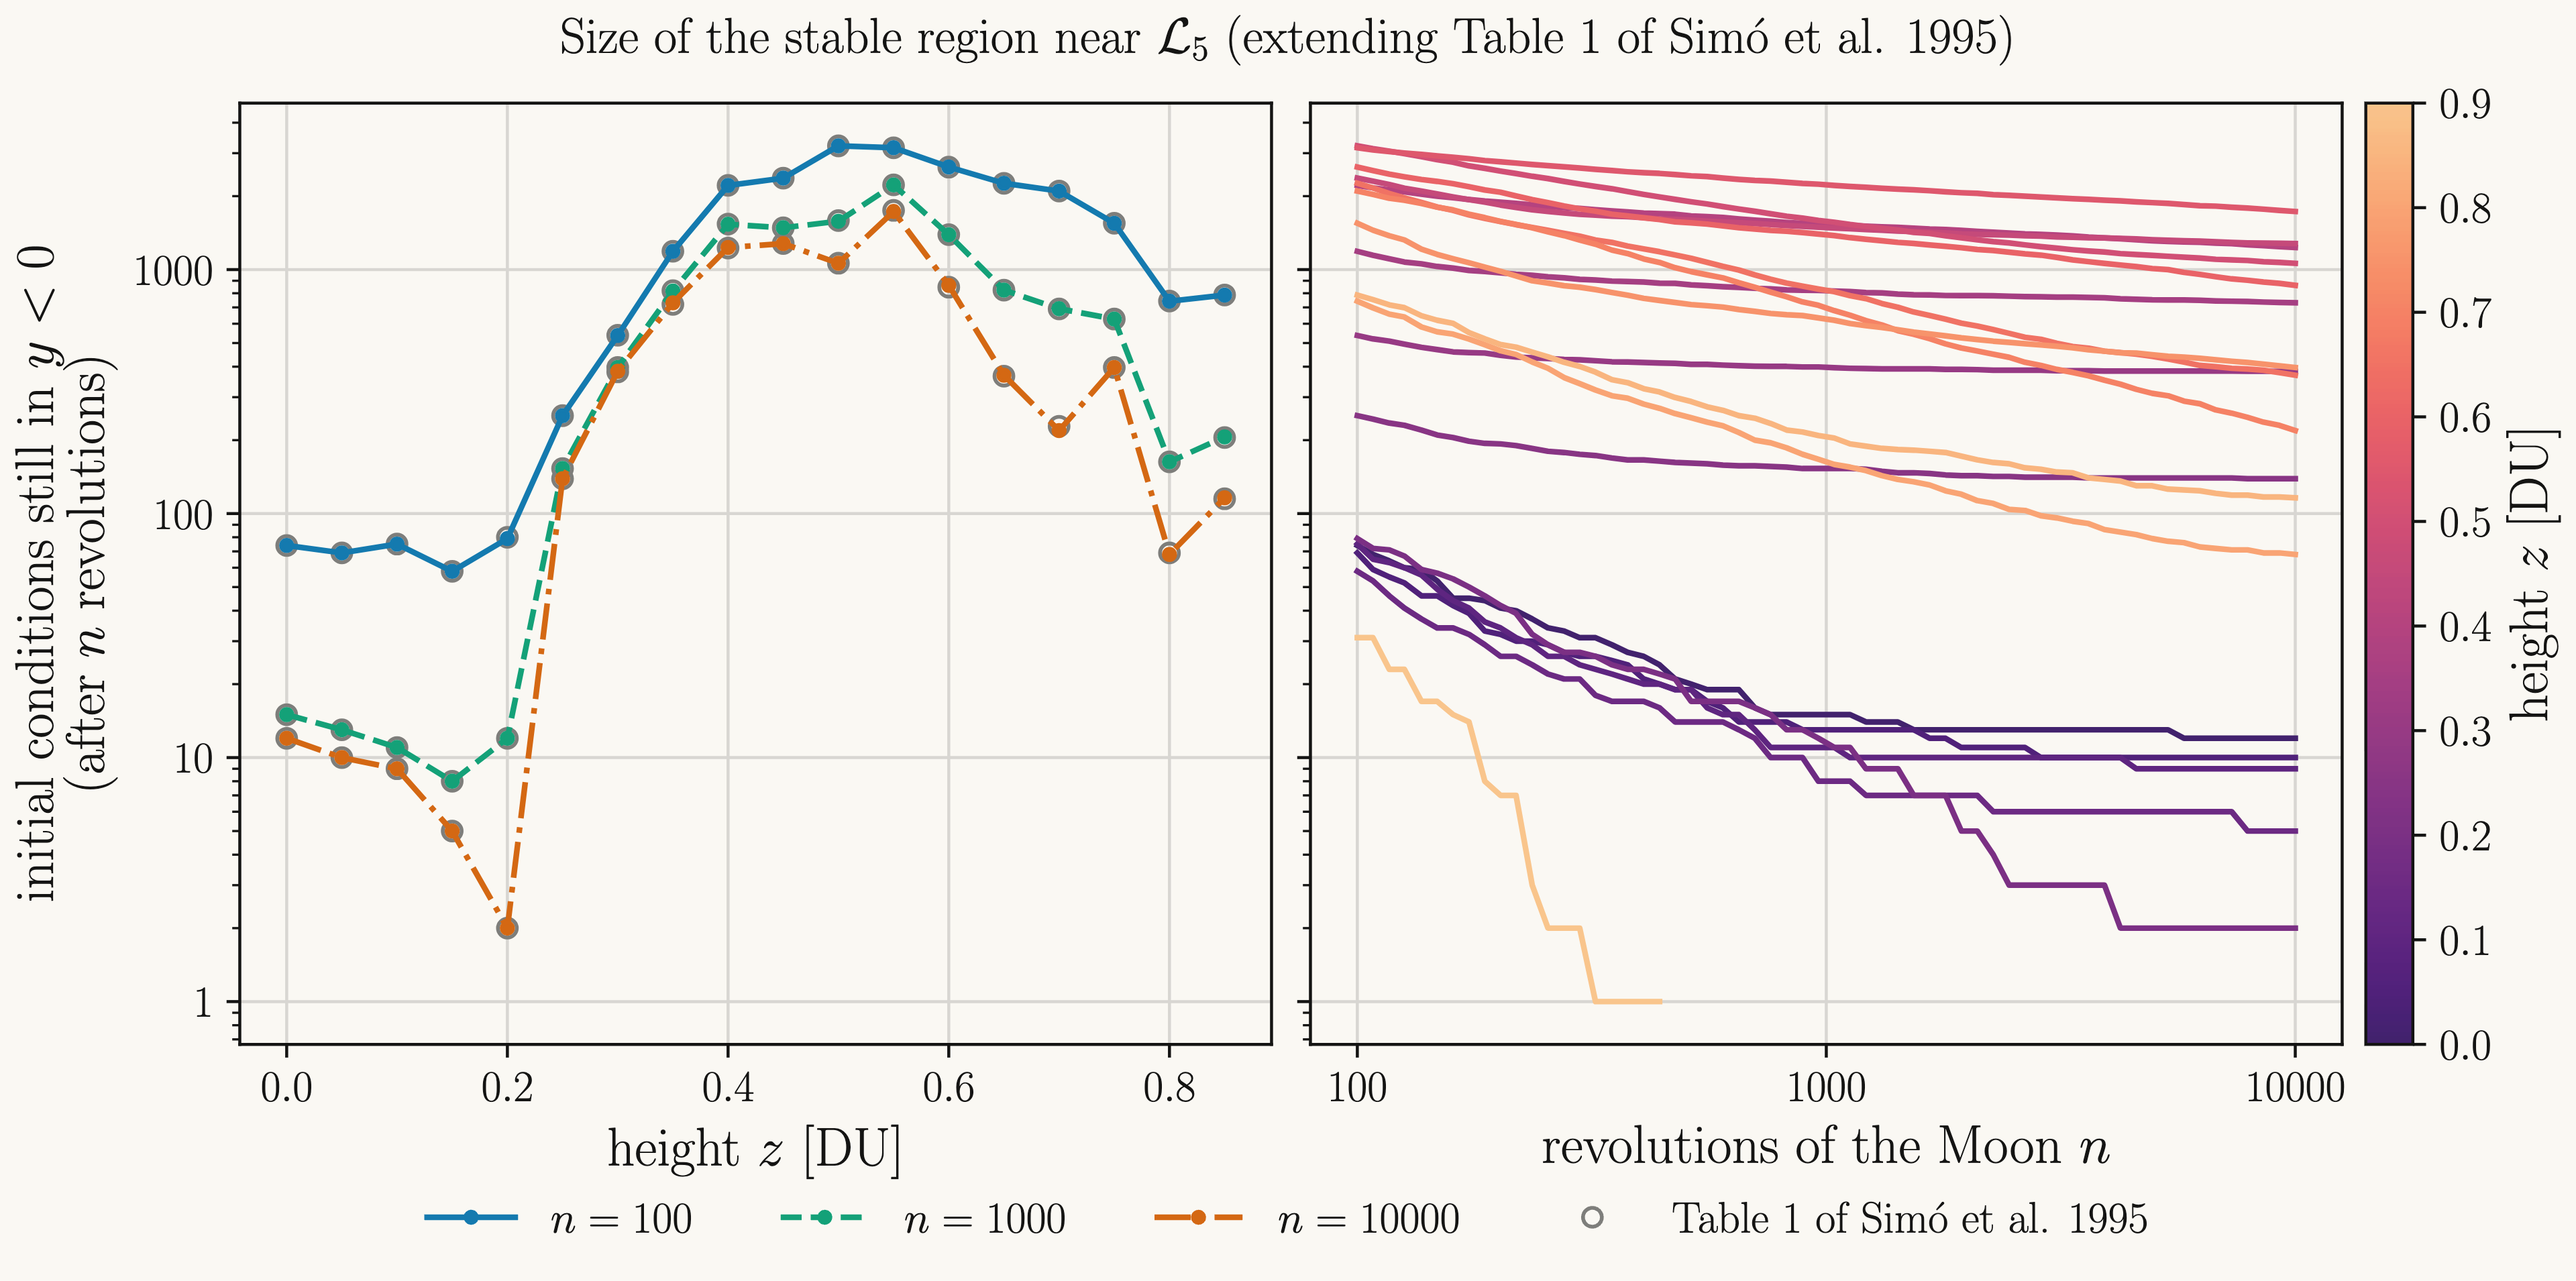 Size of the stable region near 𝓛₅ (extending Table 1 of Simó et al. 1995)
initial conditions still in y < 0
(after n revolutions)
1000
100
10
1
0.0 0.2 0.4 0.6 0.8
height z [DU]
100 1000 10000
revolutions of the Moon n
0.9
0.8
0.7
0.6
0.5
0.4
0.3
0.2
0.1
0.0
height z [DU]
n = 100 n = 1000 n = 10000 Table 1 of Simó et al. 1995